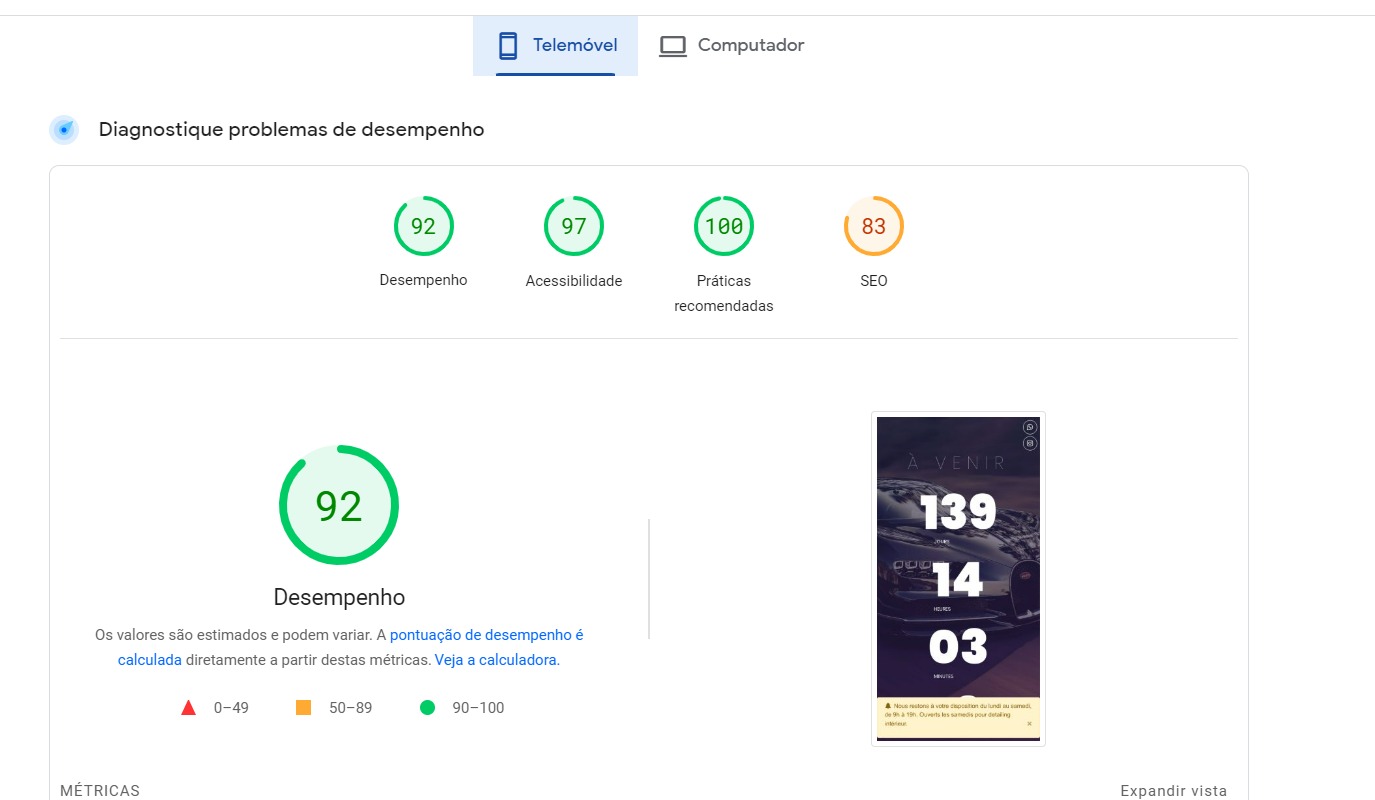 Telemóvel
Computador
Diagnostique problemas de desempenho
92
97
100
83
Desempenho
Acessibilidade
Práticas
recomendadas
SEO
92
Desempenho
Os valores são estimados e podem variar. A pontuação de desempenho é
calculada diretamente a partir destas métricas. Veja a calculadora.
0–49
50–89
90–100
À VENIR
139
JOURS
14
HEURES
03
MINUTES
Nous restons à votre disposition du lundi au samedi,
de 9h à 19h. Ouverts les samedis pour detailing
intérieur.
×
MÉTRICAS
Expandir vista